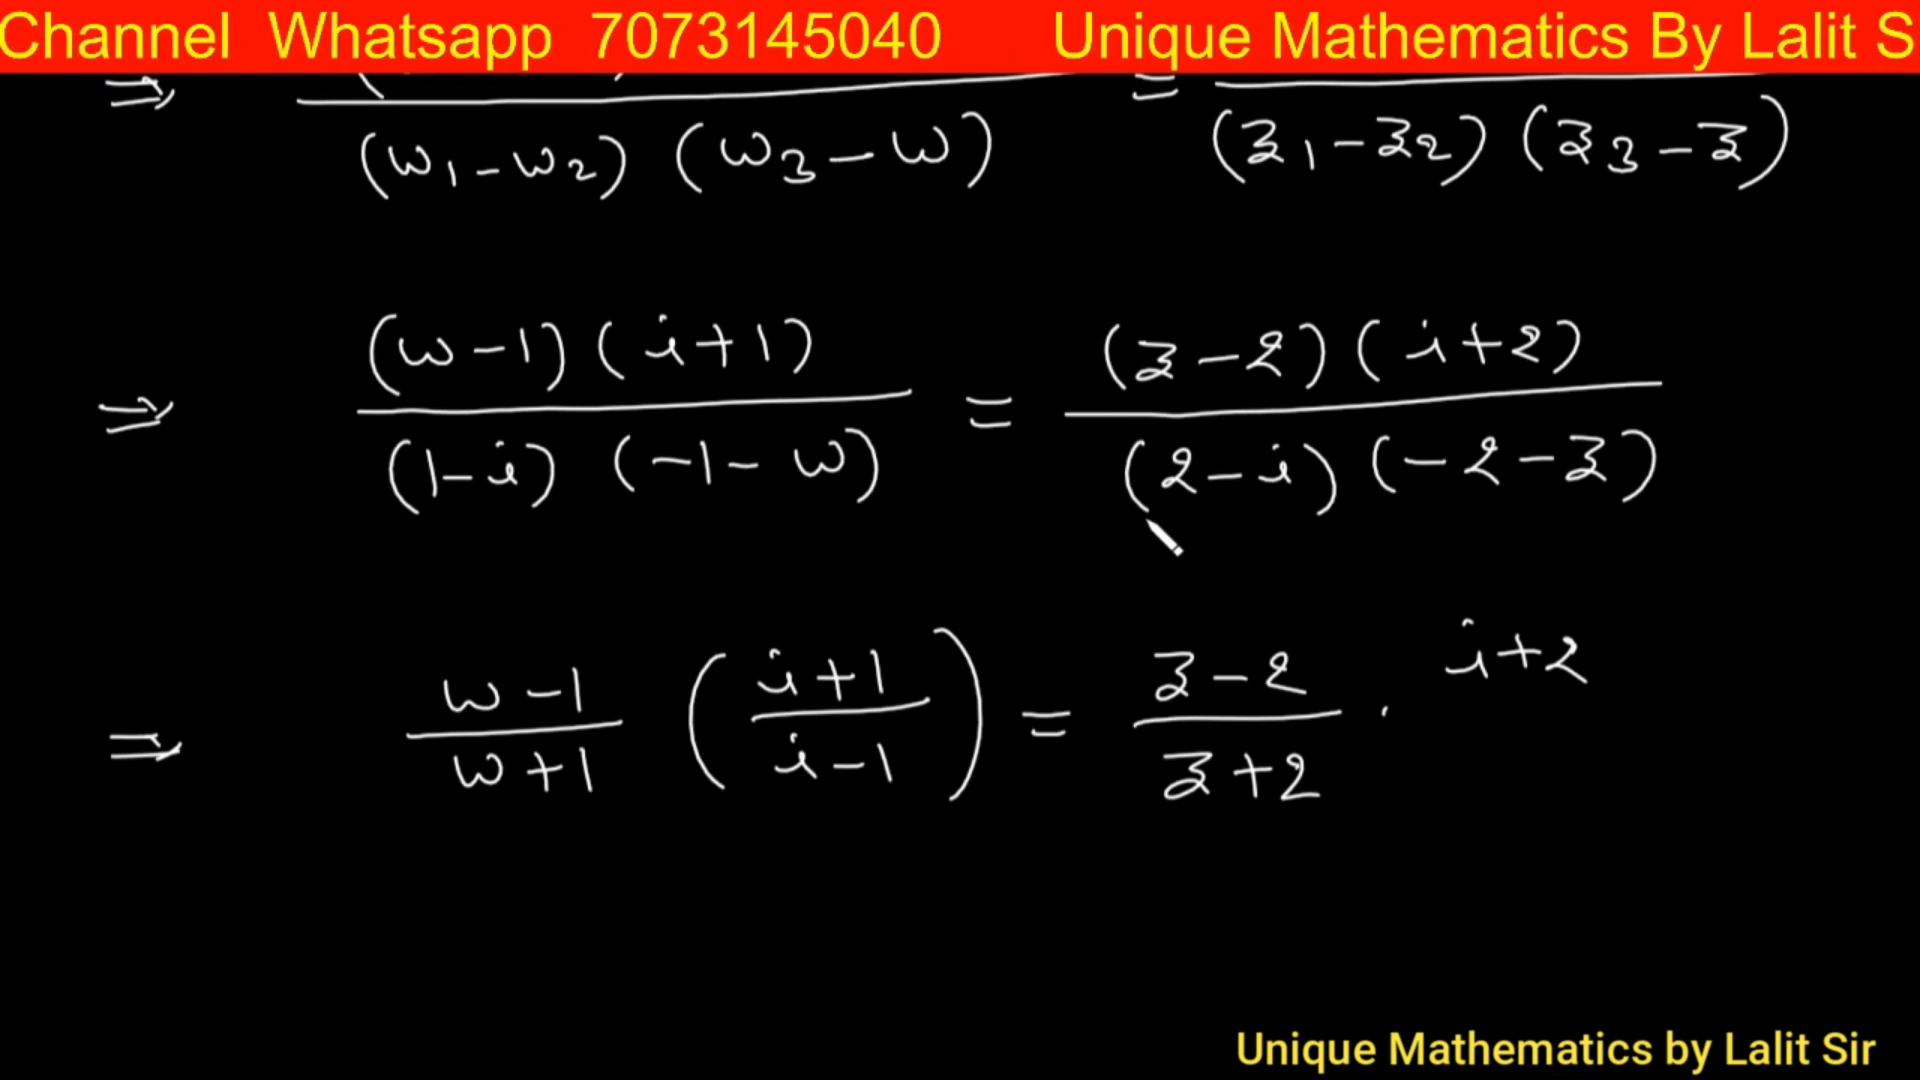 Channel Whatsapp 7073145040 Unique Mathematics By Lalit S
⇒ (w₁-w₂) (w₃-w) = (z₁-z₂) (z₃-z)
⇒ (w-1)(i+1) / (1-i) (-1-w) = (z-2)(i+2) / (2-i) (-2-z)
⇒ w-1 / w+1 (i+1 / i-1) = z-2 / z+2 . i+2
Unique Mathematics by Lalit Sir